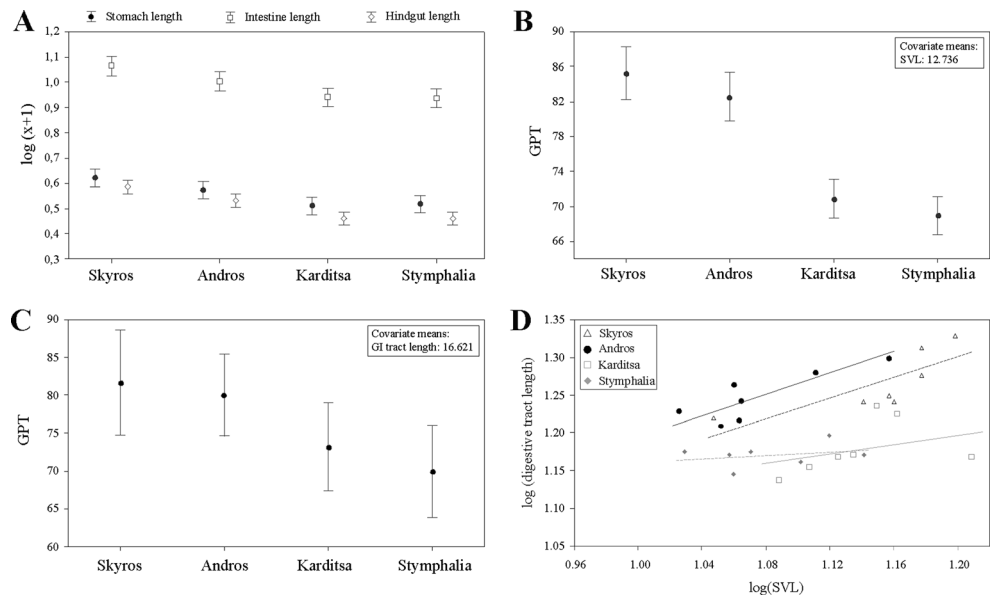 A
Stomach length
Intestine length
Hindgut length
log (x+1)
1,2
1,1
1,0
0,9
0,8
0,7
0,6
0,5
0,4
0,3
Skyros
Andros
Karditsa
Stymphalia
B
GPT
90
86
82
78
74
70
66
Covariate means:
SVL: 12.736
Skyros
Andros
Karditsa
Stymphalia
C
GPT
90
85
80
75
70
65
60
Covariate means:
GI tract length: 16.621
Skyros
Andros
Karditsa
Stymphalia
D
log (digestive tract length)
1.35
1.30
1.25
1.20
1.15
1.10
1.05
Skyros
Andros
Karditsa
Stymphalia
0.96
1.00
1.04
1.08
1.12
1.16
1.20
log(SVL)